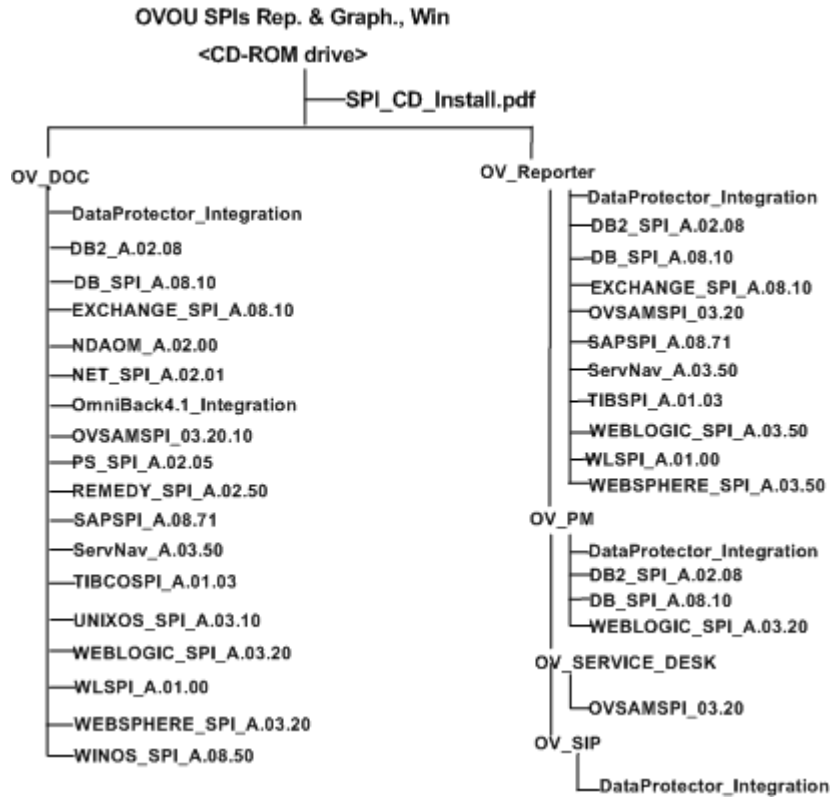 OVOU SPIs Rep. & Graph., Win
<CD-ROM drive>
SPI_CD_Install.pdf
OV_DOC
DataProtector_Integration
DB2_A.02.08
DB_SPI_A.08.10
EXCHANGE_SPI_A.08.10
NDAOM_A.02.00
NET_SPI_A.02.01
OmniBack4.1_Integration
OVSAMSPI_03.20.10
PS_SPI_A.02.05
REMEDY_SPI_A.02.50
SAPSPI_A.08.71
ServNav_A.03.50
TIBCOSPI_A.01.03
UNIXOS_SPI_A.03.10
WEBLOGIC_SPI_A.03.20
WLSPI_A.01.00
WEBSPHERE_SPI_A.03.20
WINOS_SPI_A.08.50
OV_Reporter
DataProtector_Integration
DB2_SPI_A.02.08
DB_SPI_A.08.10
EXCHANGE_SPI_A.08.10
OVSAMSPI_03.20
SAPSPI_A.08.71
ServNav_A.03.50
TIBSPI_A.01.03
WEBLOGIC_SPI_A.03.50
WLSPI_A.01.00
WEBSPHERE_SPI_A.03.50
OV_PM
DataProtector_Integration
DB2_SPI_A.02.08
DB_SPI_A.08.10
WEBLOGIC_SPI_A.03.20
OV_SERVICE_DESK
OVSAMSPI_03.20
OV_SIP
DataProtector_Integration